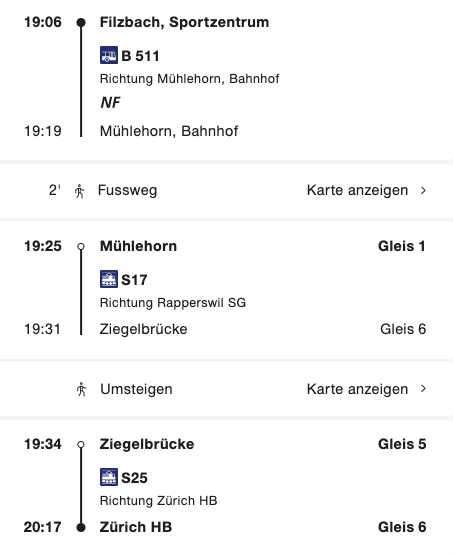 19:06 Filzbach, Sportzentrum
B 511
Richtung Mühlehorn, Bahnhof
NF
19:19 Mühlehorn, Bahnhof
2' Fussweg Karte anzeigen
19:25 Mühlehorn Gleis 1
S17
Richtung Rapperswil SG
19:31 Ziegelbrücke Gleis 6
Umsteigen Karte anzeigen
19:34 Ziegelbrücke Gleis 5
S25
Richtung Zürich HB
20:17 Zürich HB Gleis 6